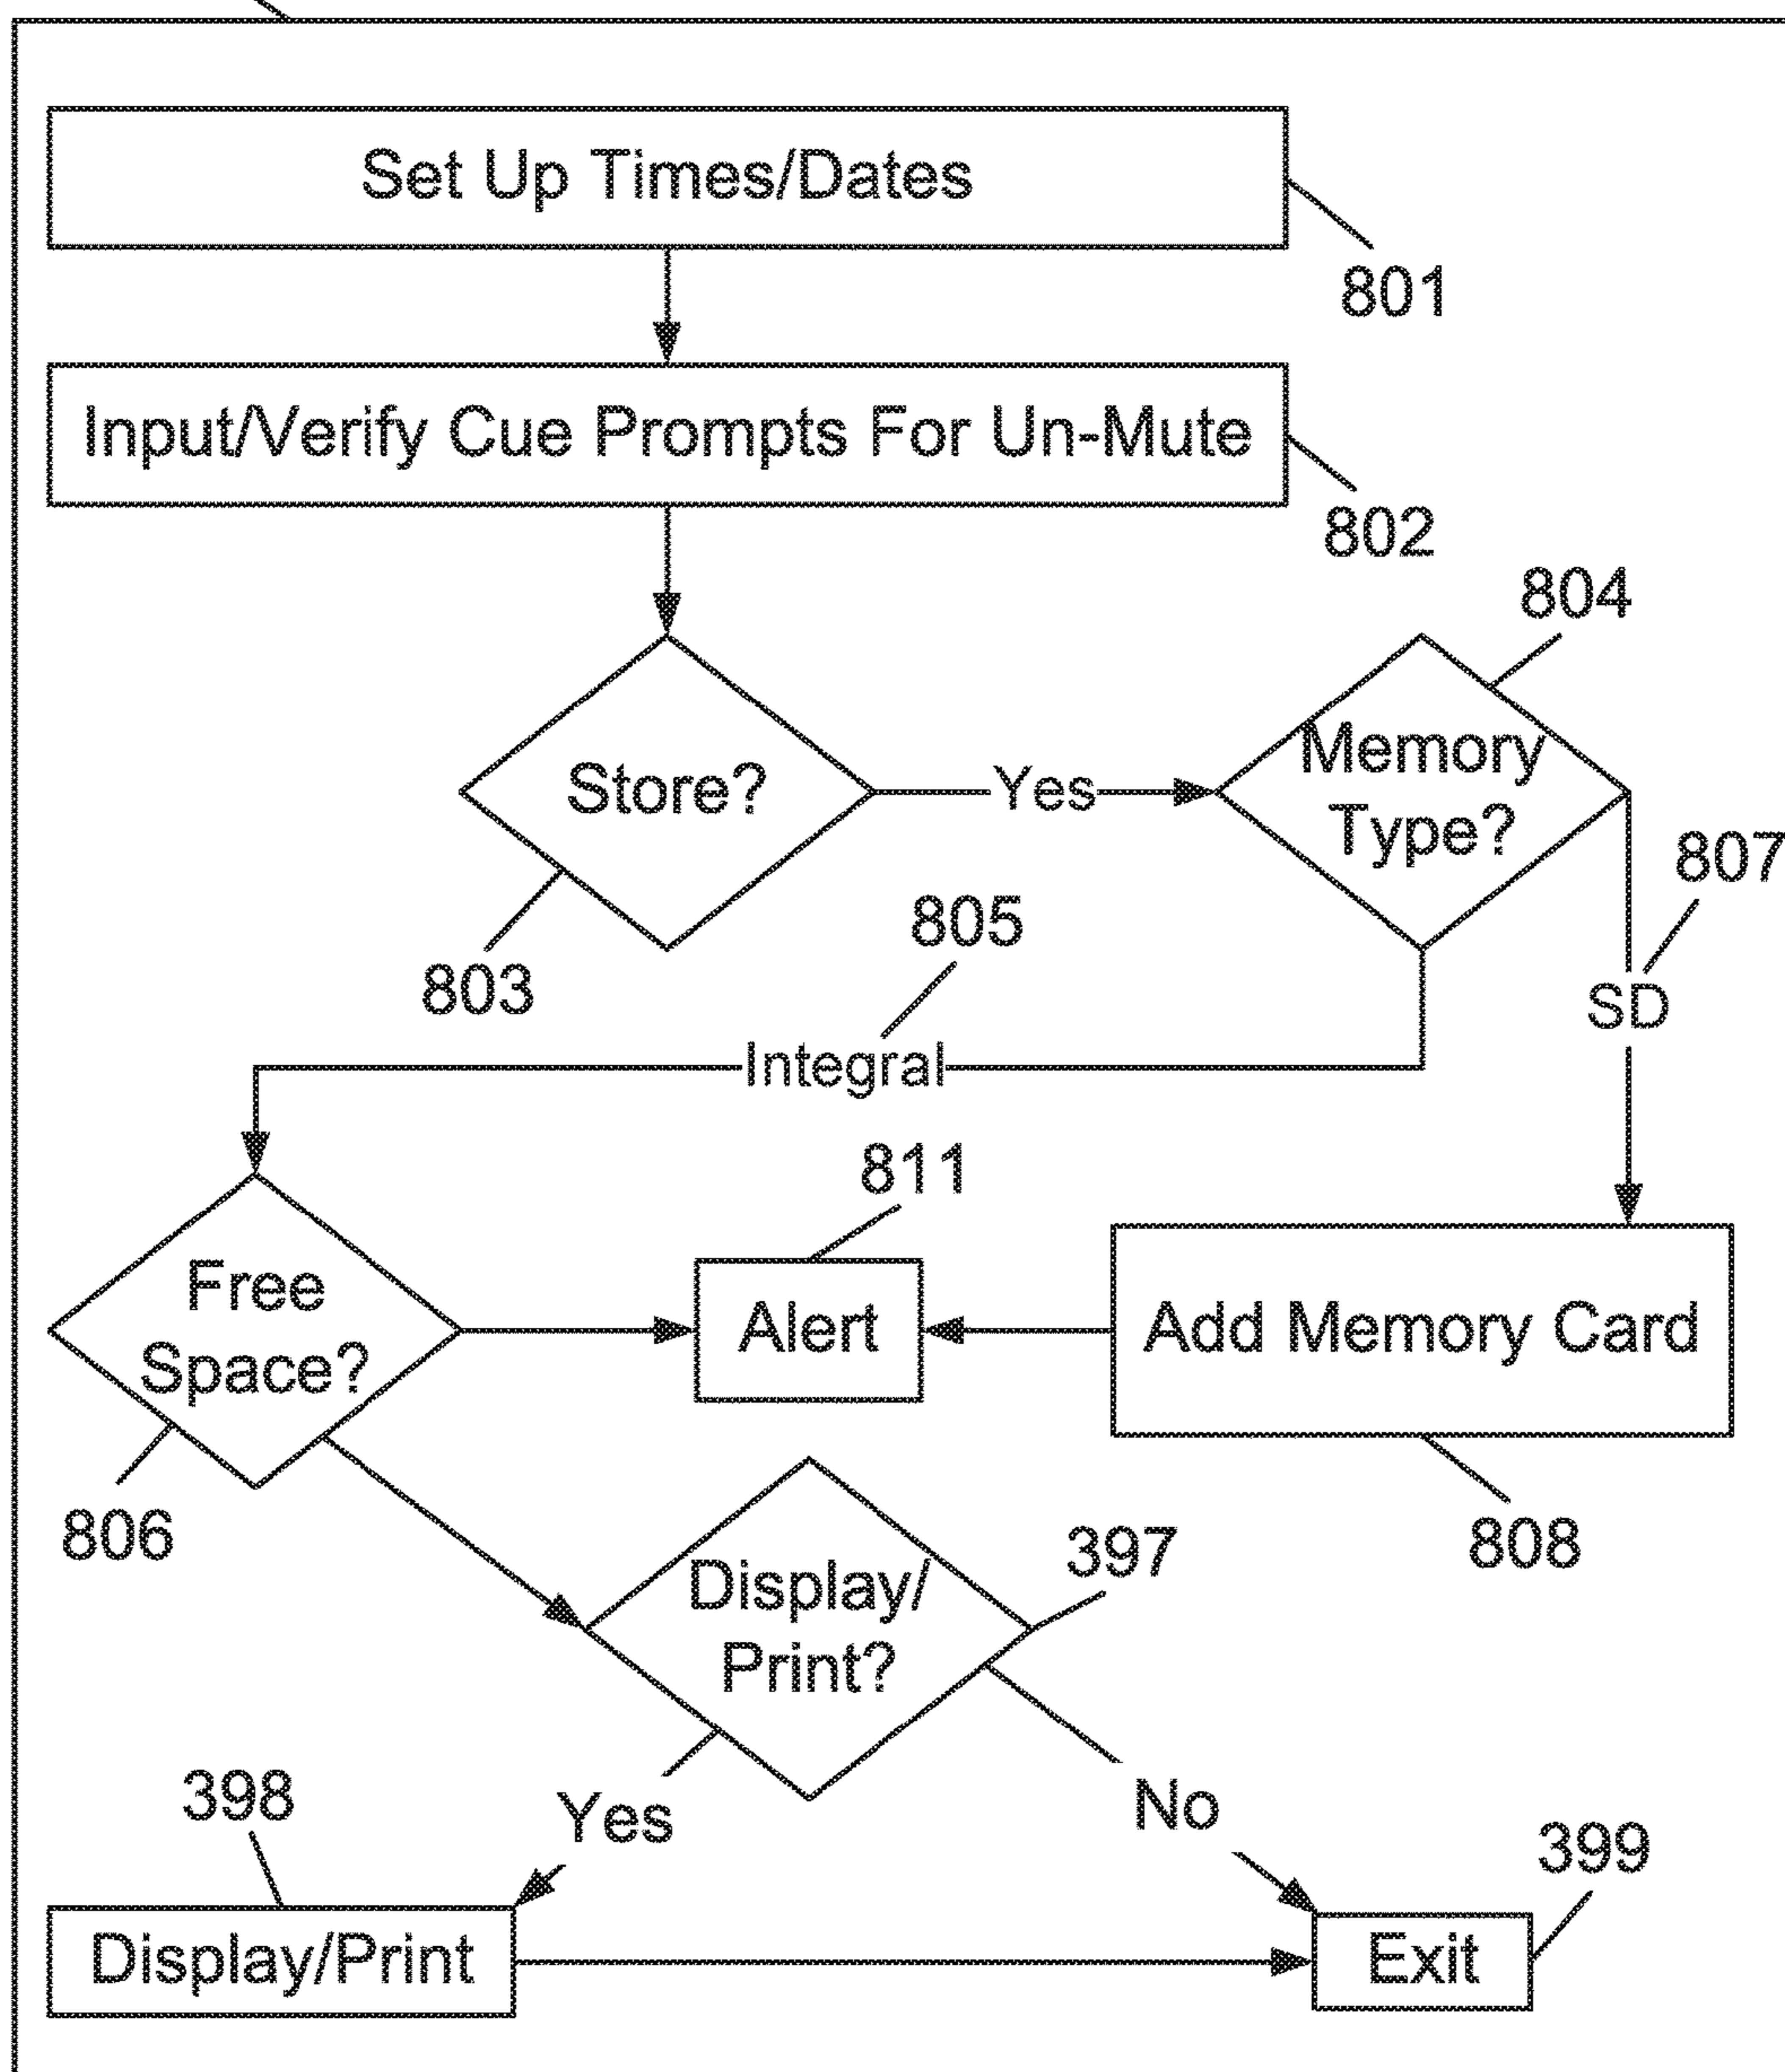 Set Up Times/Dates
801
Input/Verify Cue Prompts For Un-Mute
802
804
Store?
Yes
Memory
Type?
807
805
803
SD
Integral
811
Free
Space?
Alert
Add Memory Card
806
808
397
Display/
Print?
398
Yes
No
399
Display/Print
Exit